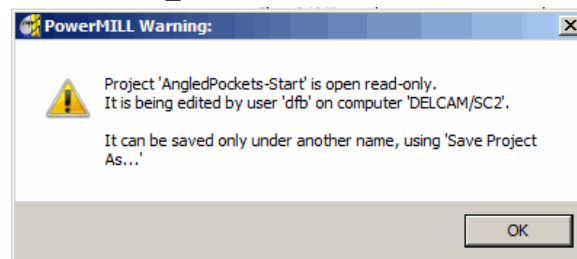 PowerMILL Warning:
Project 'AngledPockets-Start' is open read-only.
It is being edited by user 'dfb' on computer 'DELCAM/SC2'.
It can be saved only under another name, using 'Save Project
As...'
OK